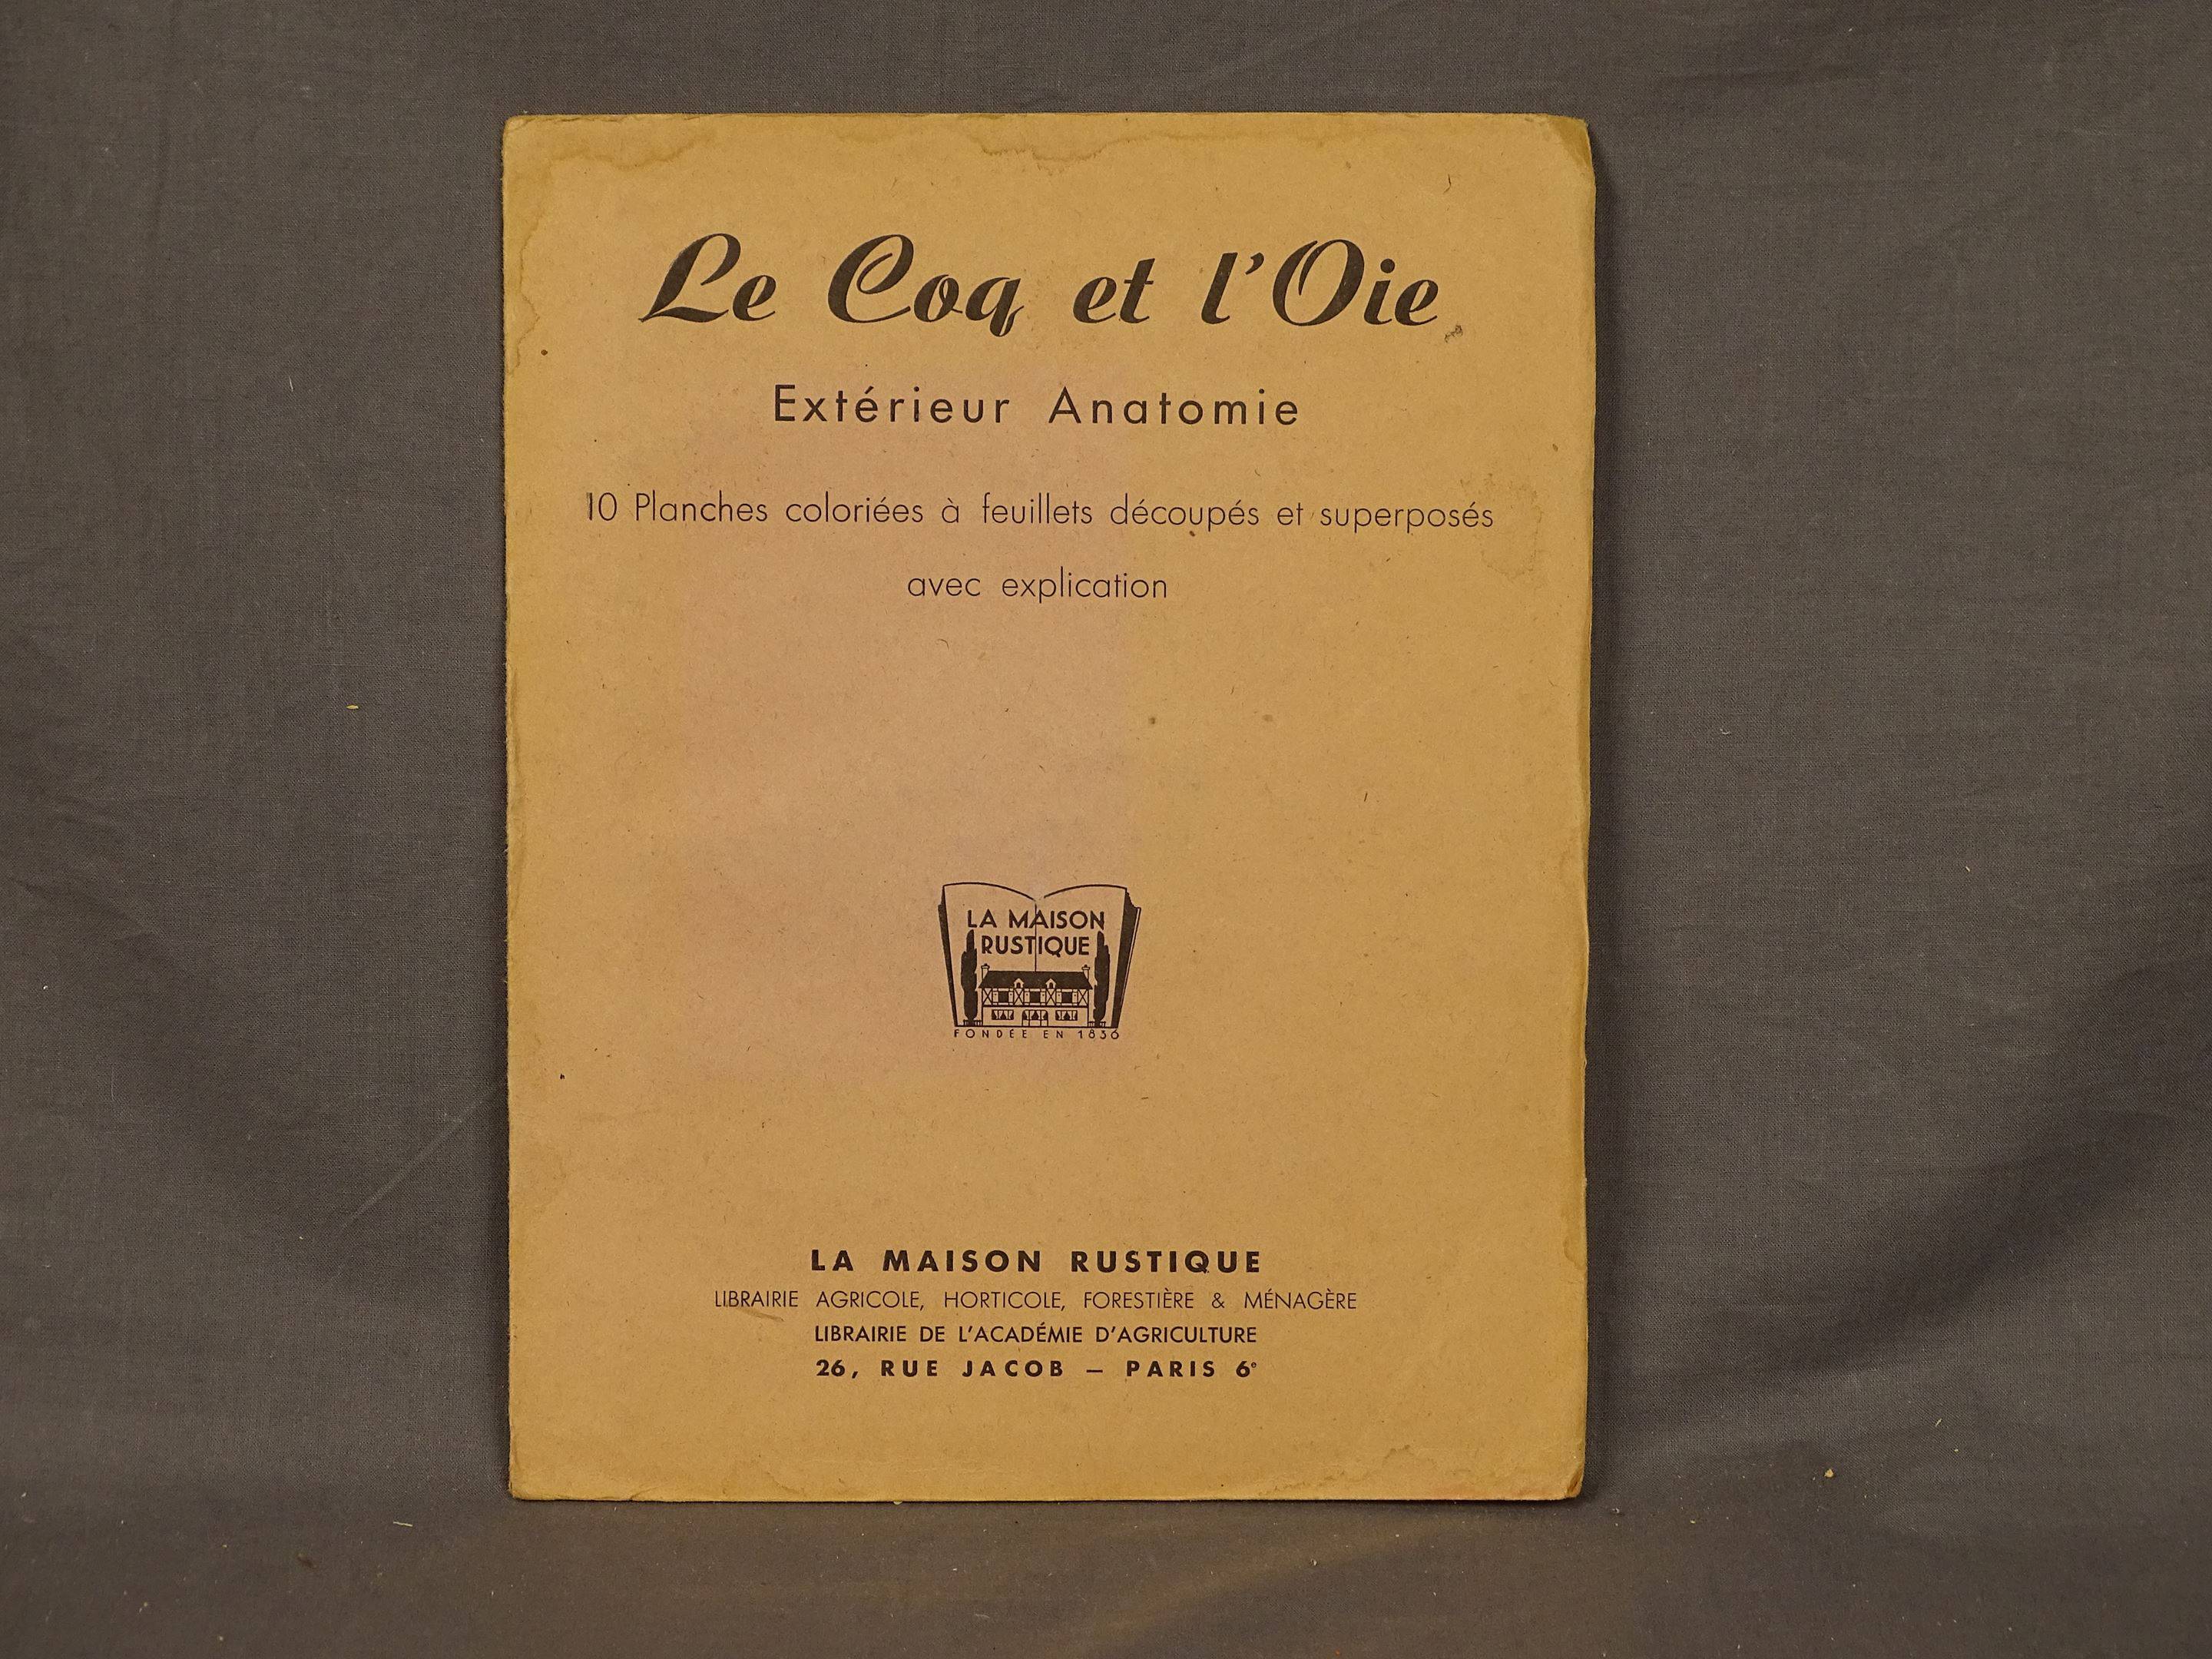 Le Coq et l'Oie
Extérieur Anatomie
10 Planches coloriées à feuillets découpés et superposés
avec explication
LA MAISON
RUSTIQUE
FONDÉE EN 1836
LA MAISON RUSTIQUE
LIBRAIRIE AGRICOLE, HORTICOLE, FORESTIÈRE & MÉNAGÈRE
LIBRAIRIE DE L'ACADÉMIE D'AGRICULTURE
26, RUE JACOB — PARIS 6e